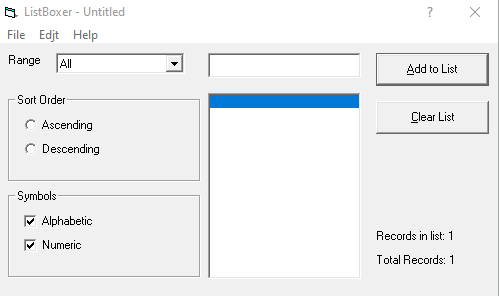 ListBoxer - Untitled
File Edjt Help
Range All
Add to List
Sort Order
Ascending
Descending
Clear List
Symbols
Alphabetic
Numeric
Records in list: 1
Total Records: 1